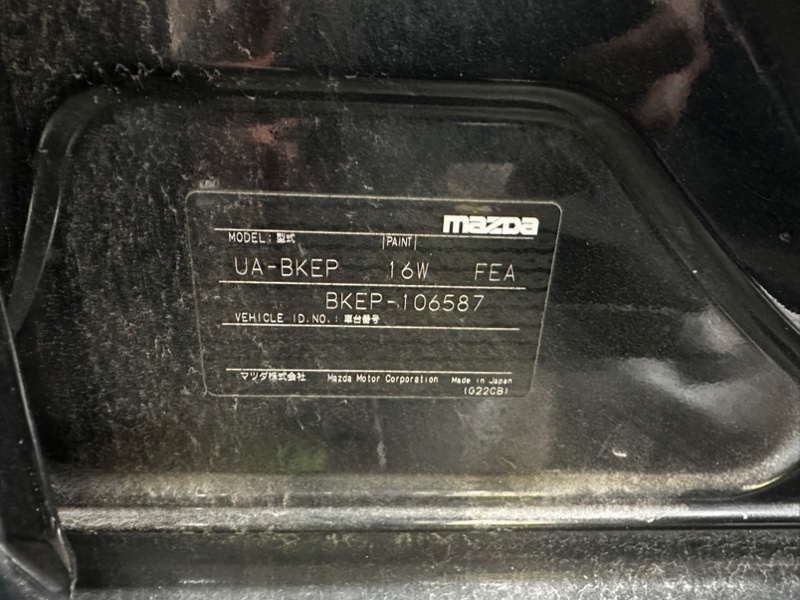 mazda
MODEL: 型式 PAINT
UA-BKEP 16W FEA
BKEP-106587
VEHICLE ID.NO.: 車台番号
マツダ株式会社 Mazda Motor Corporation Made in Japan
(G22CB)